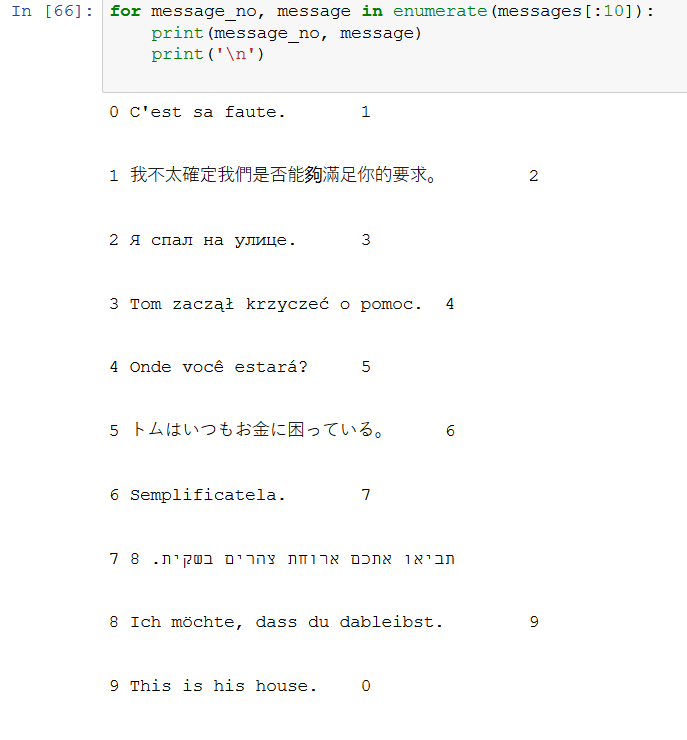 In [66]: for message_no, message in enumerate(messages[:10]):
    print(message_no, message)
    print('\n')
0 C'est sa faute. 1
1 我不太確定我們是否能夠滿足你的要求。 2
2 Я спал на улице. 3
3 Tom zaczął krzyczeć o pomoc. 4
4 Onde você estará? 5
5 トムはいつもお金に困っている。 6
6 Semplificatela. 7
7 תביאו אתכם ארוחת צהרים בשקית. 8
8 Ich möchte, dass du dableibst. 9
9 This is his house. 0